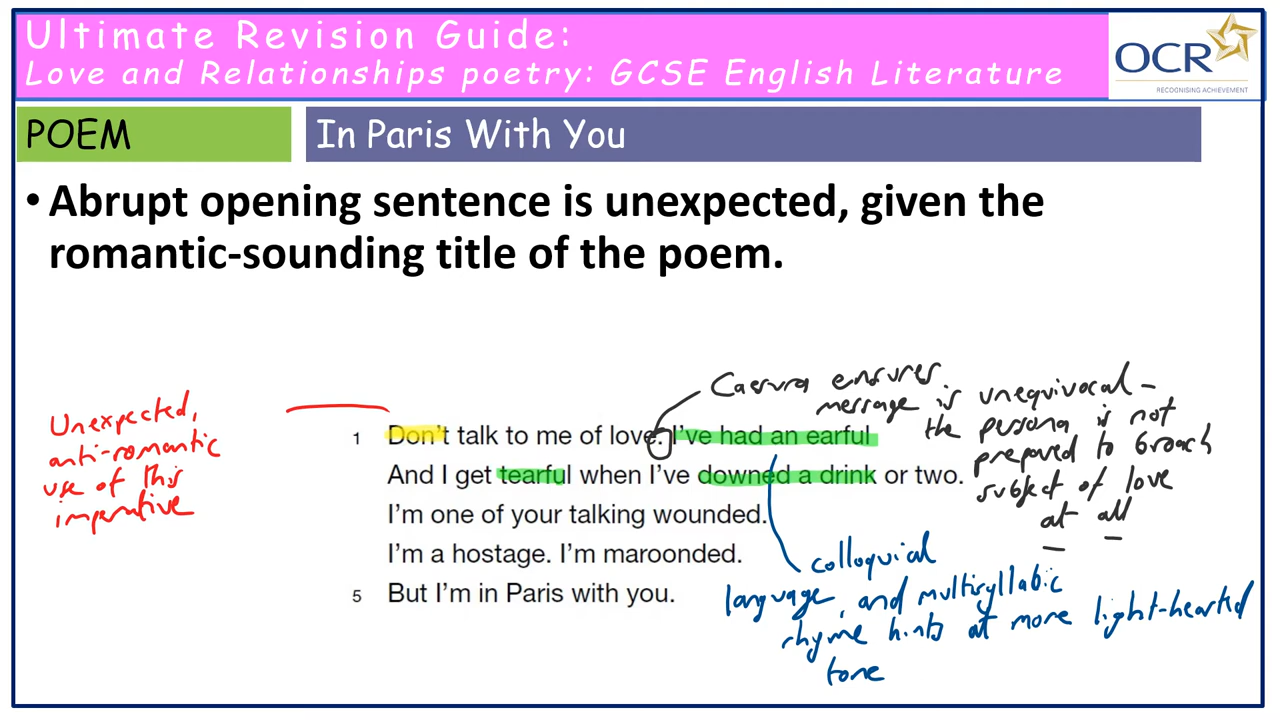 Ultimate Revision Guide:
Love and Relationships poetry: GCSE English Literature
OCR
RECOGNISING ACHIEVEMENT
POEM
In Paris With You
• Abrupt opening sentence is unexpected, given the
romantic-sounding title of the poem.
Unexpected,
anti-romantic
use of this
imperative
Caesura ensures
message is unequivocal –
the persona is not
prepared to broach
subject of love
at all
1 Don't talk to me of love. I've had an earful
And I get tearful when I've downed a drink or two.
I'm one of your talking wounded.
I'm a hostage. I'm maroonded.
5 But I'm in Paris with you.
colloquial
language, and multisyllabic
rhyme hints at more light-hearted
tone